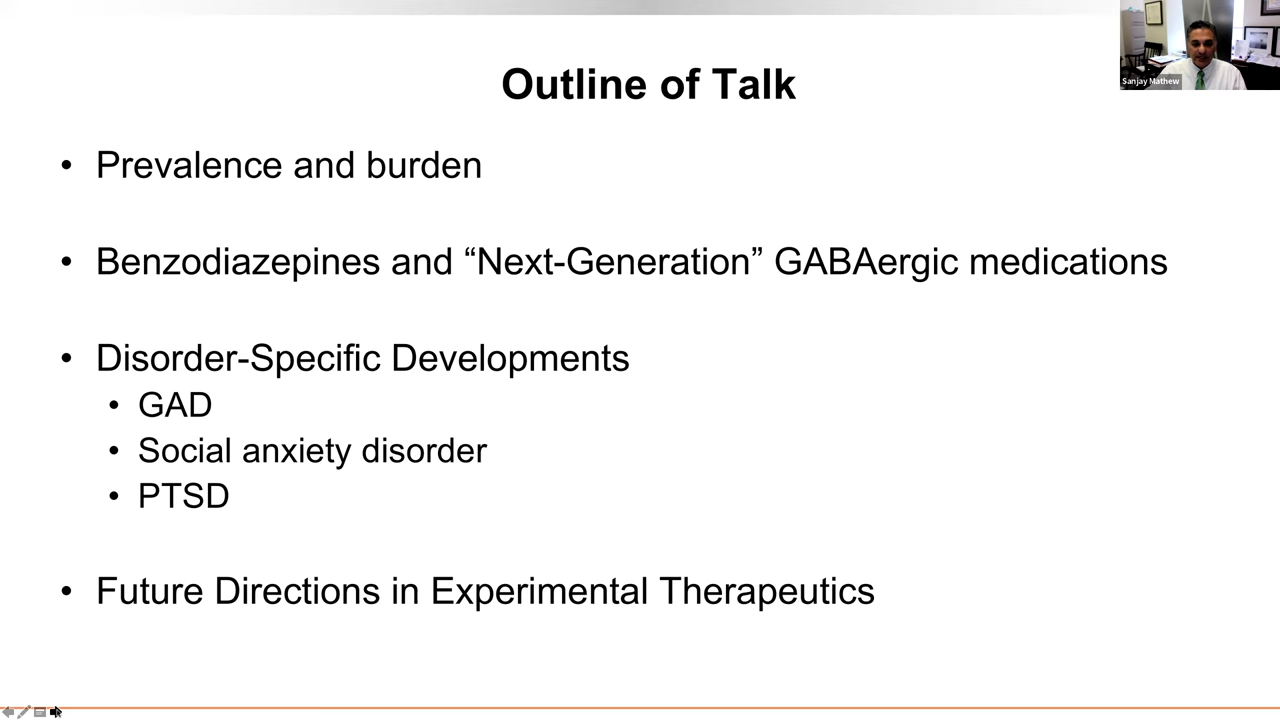 Sanjay Mathew
Outline of Talk
• Prevalence and burden
• Benzodiazepines and “Next-Generation” GABAergic medications
• Disorder-Specific Developments
• GAD
• Social anxiety disorder
• PTSD
• Future Directions in Experimental Therapeutics